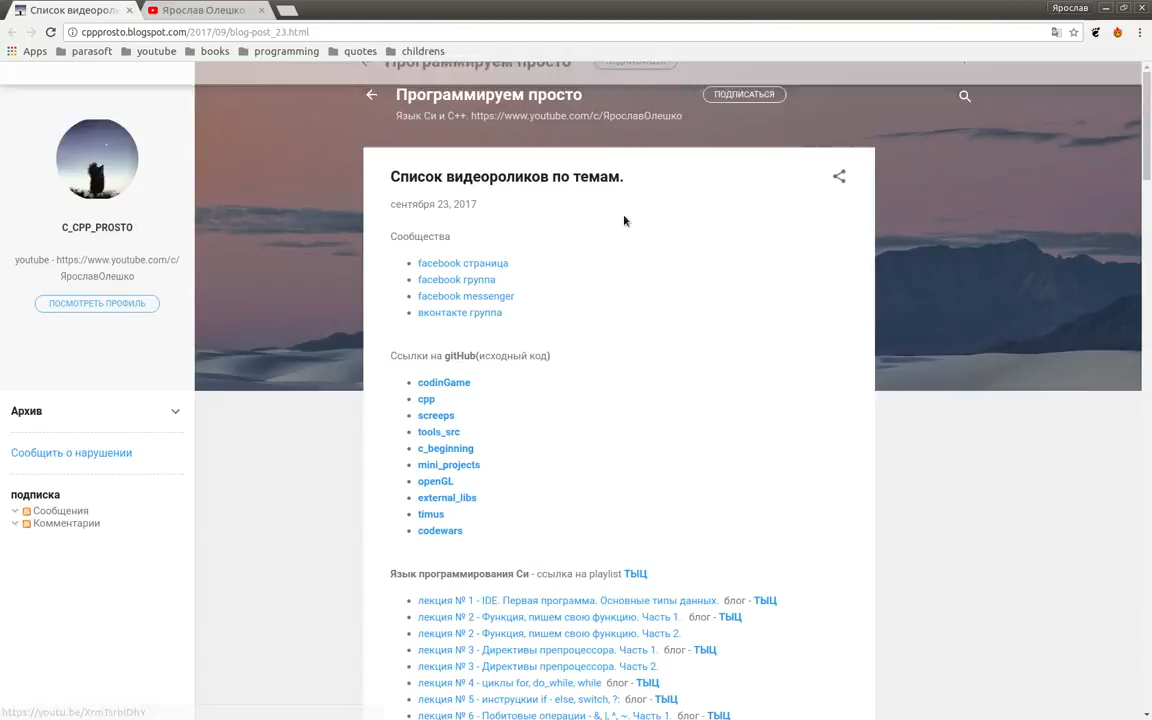 Список видеорол
Ярослав Олешко
Ярослав
cppprosto.blogspot.com/2017/09/blog-post_23.html
Apps parasoft youtube books programming quotes childrens
Программируем просто
ПОДПИСАТЬСЯ
Язык Си и С++. https://www.youtube.com/c/ЯрославОлешко
C_CPP_PROSTO
youtube - https://www.youtube.com/c/
ЯрославОлешко
ПОСМОТРЕТЬ ПРОФИЛЬ
Архив
Сообщить о нарушении
подписка
Сообщения
Комментарии
Список видеороликов по темам.
сентября 23, 2017
Сообщества
facebook страница
facebook группа
facebook messenger
вконтакте группа
Ссылки на gitHub(исходный код)
codinGame
cpp
screeps
tools_src
c_beginning
mini_projects
openGL
external_libs
timus
codewars
Язык программирования Си - ссылка на playlist ТЫЦ
лекция № 1 - IDE. Первая программа. Основные типы данных. блог - ТЫЦ
лекция № 2 - Функция, пишем свою функцию. Часть 1. блог - ТЫЦ
лекция № 2 - Функция, пишем свою функцию. Часть 2.
лекция № 3 - Директивы препроцессора. Часть 1. блог - ТЫЦ
лекция № 3 - Директивы препроцессора. Часть 2.
лекция № 4 - циклы for, do_while, while блог - ТЫЦ
лекция № 5 - инструкции if - else, switch, ?: блог - ТЫЦ
лекция № 6 - Побитовые операции - &, |, ^, ~. Часть 1. блог - ТЫЦ